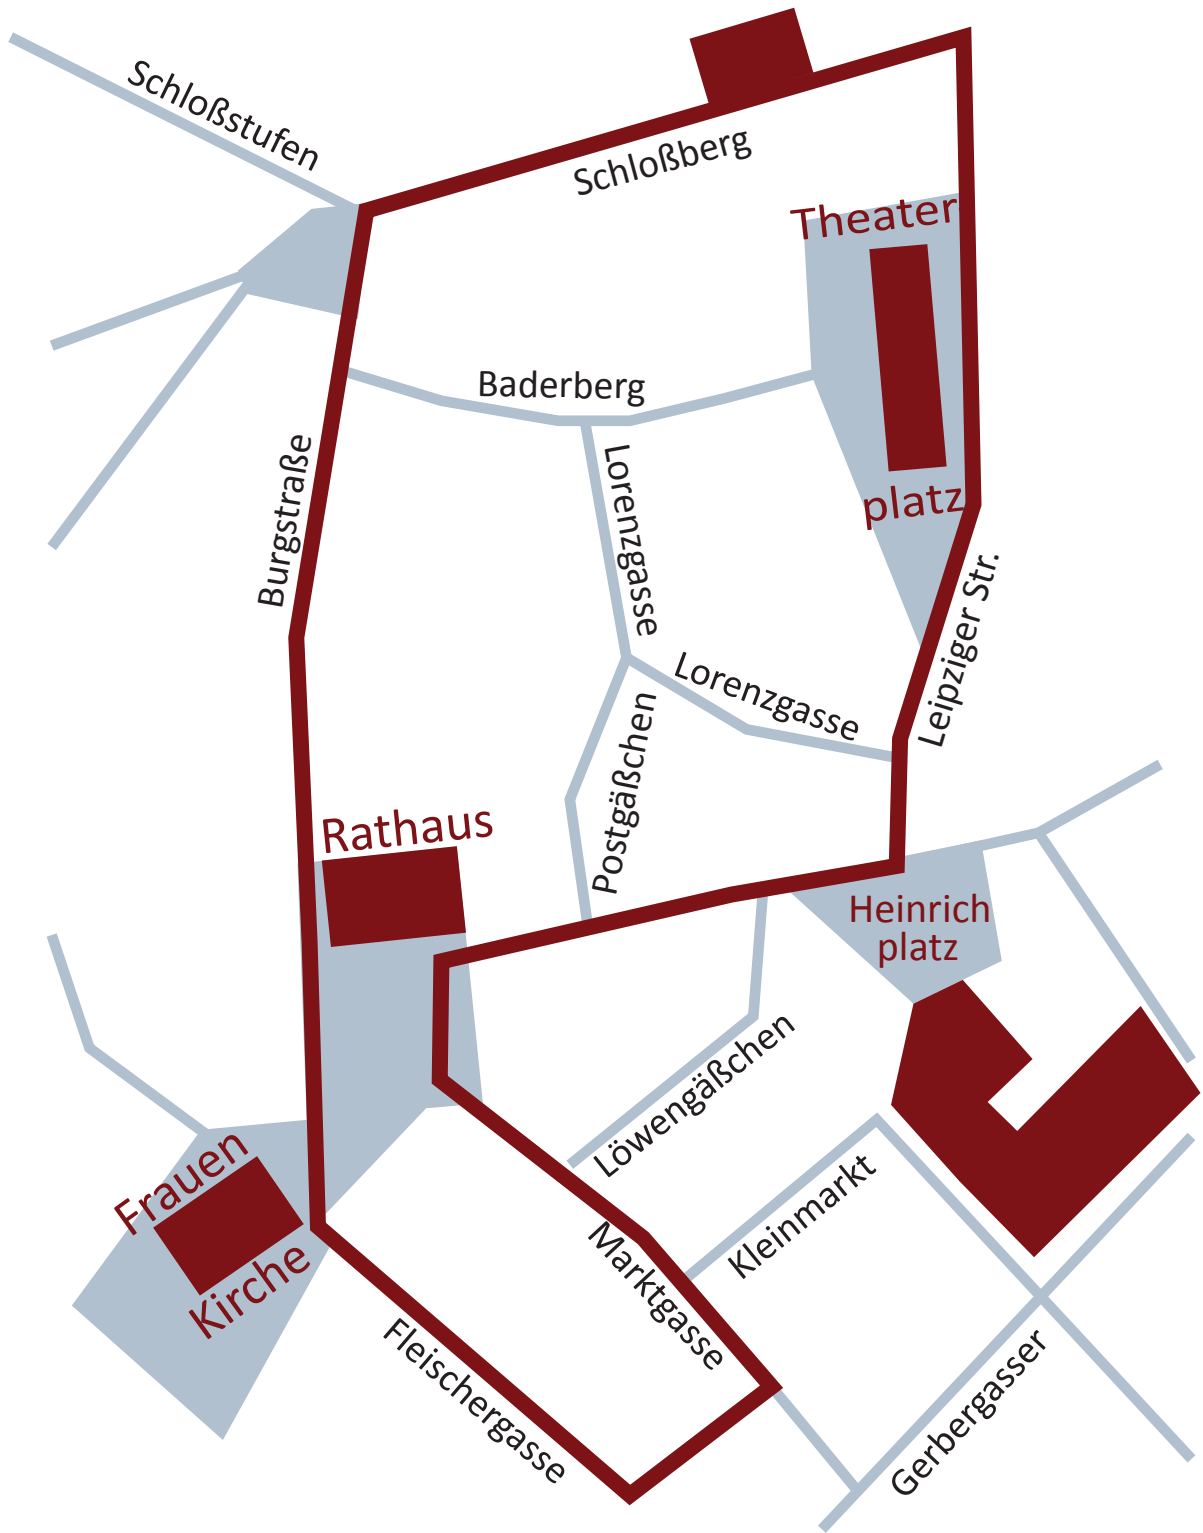 Schloßstufen
Schloßberg
Theater
platz
Baderberg
Lorenzgasse
Burgstraße
Leipziger Str.
Lorenzgasse
Postgäßchen
Rathaus
Heinrich
platz
Löwengäßchen
Frauen
Kirche
Kleinmarkt
Marktgasse
Fleischergasse
Gerbergasser